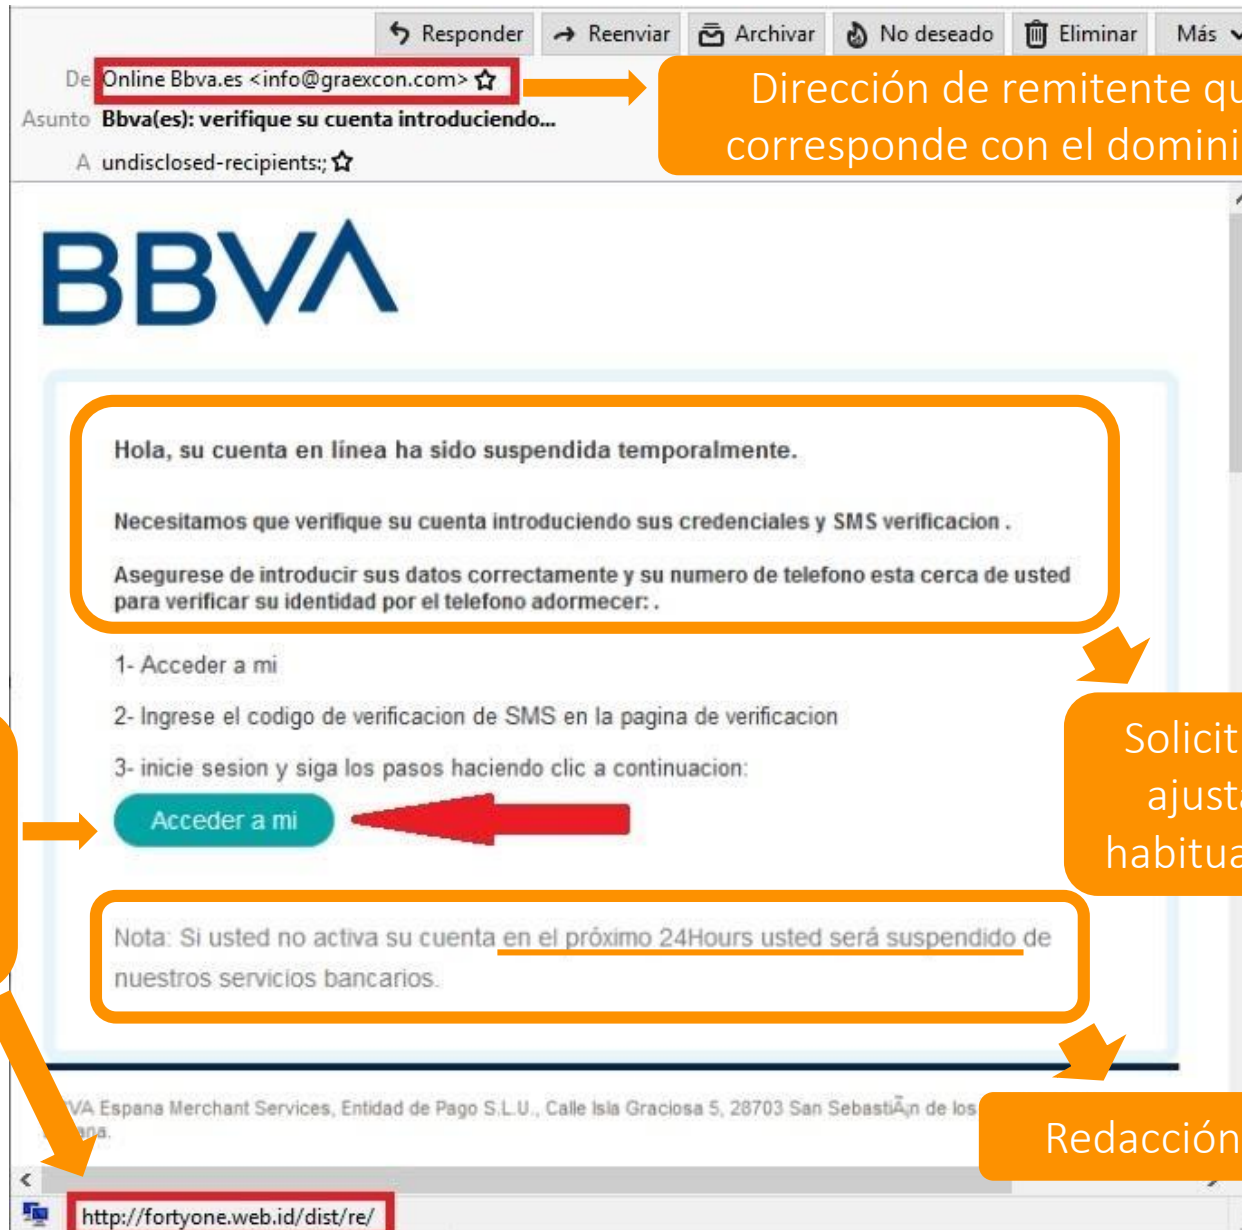 Responder Reenviar Archivar No deseado Eliminar Más
De Online Bbva.es <info@graexcon.com>
Dirección de remitente qu
corresponde con el domini
Asunto Bbva(es): verifique su cuenta introduciendo...
A undisclosed-recipients:;
BBVA
Hola, su cuenta en línea ha sido suspendida temporalmente.
Necesitamos que verifique su cuenta introduciendo sus credenciales y SMS verificacion .
Asegurese de introducir sus datos correctamente y su numero de telefono esta cerca de usted
para verificar su identidad por el telefono adormecer: .
1- Acceder a mi
2- Ingrese el codigo de verificacion de SMS en la pagina de verificacion
3- inicie sesion y siga los pasos haciendo clic a continuacion:
Acceder a mi
Solicit
ajusta
habitua
Nota: Si usted no activa su cuenta en el próximo 24Hours usted será suspendido de
nuestros servicios bancarios.
VA Espana Merchant Services, Entidad de Pago S.L.U., Calle Isla Graciosa 5, 28703 San SebastiÃ¡n de los
ana.
Redacción
http://fortyone.web.id/dist/re/